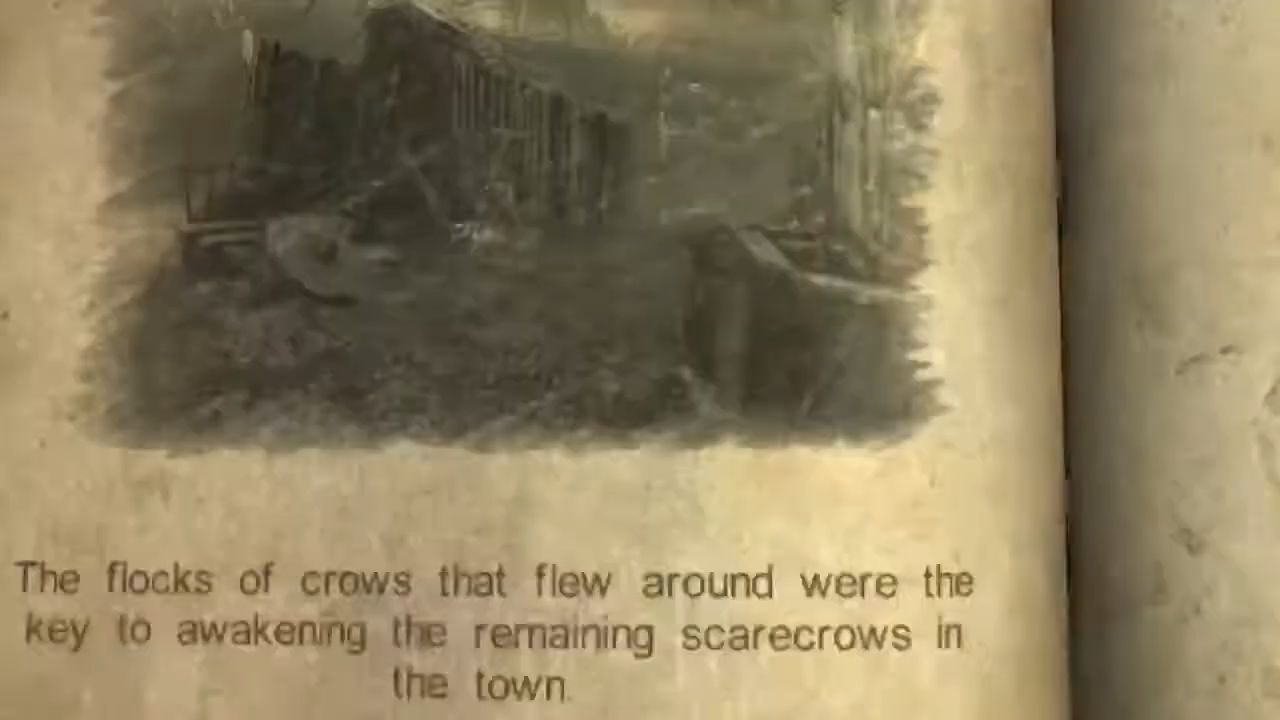 The flocks of crows that flew around were the
key to awakening the remaining scarecrows in
the town.